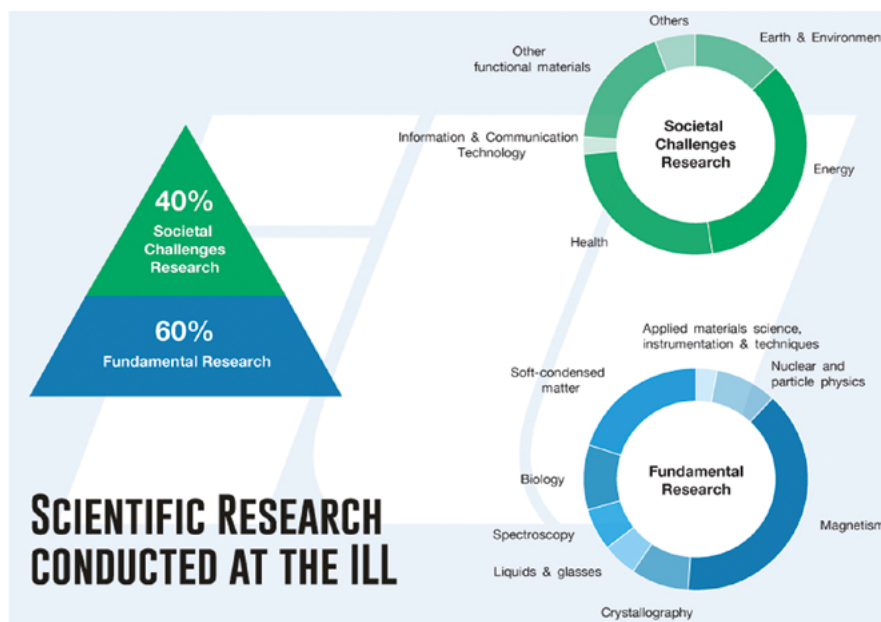 40%
Societal
Challenges
Research
60%
Fundamental Research
SCIENTIFIC RESEARCH
CONDUCTED AT THE ILL
Others
Earth & Environmen
Other
functional materials
Information & Communication
Technology
Societal
Challenges
Research
Energy
Health
Applied materials science,
instrumentation & techniques
Nuclear and
particle physics
Soft-condensed
matter
Biology
Fundamental
Research
Magnetism
Spectroscopy
Liquids & glasses
Crystallography